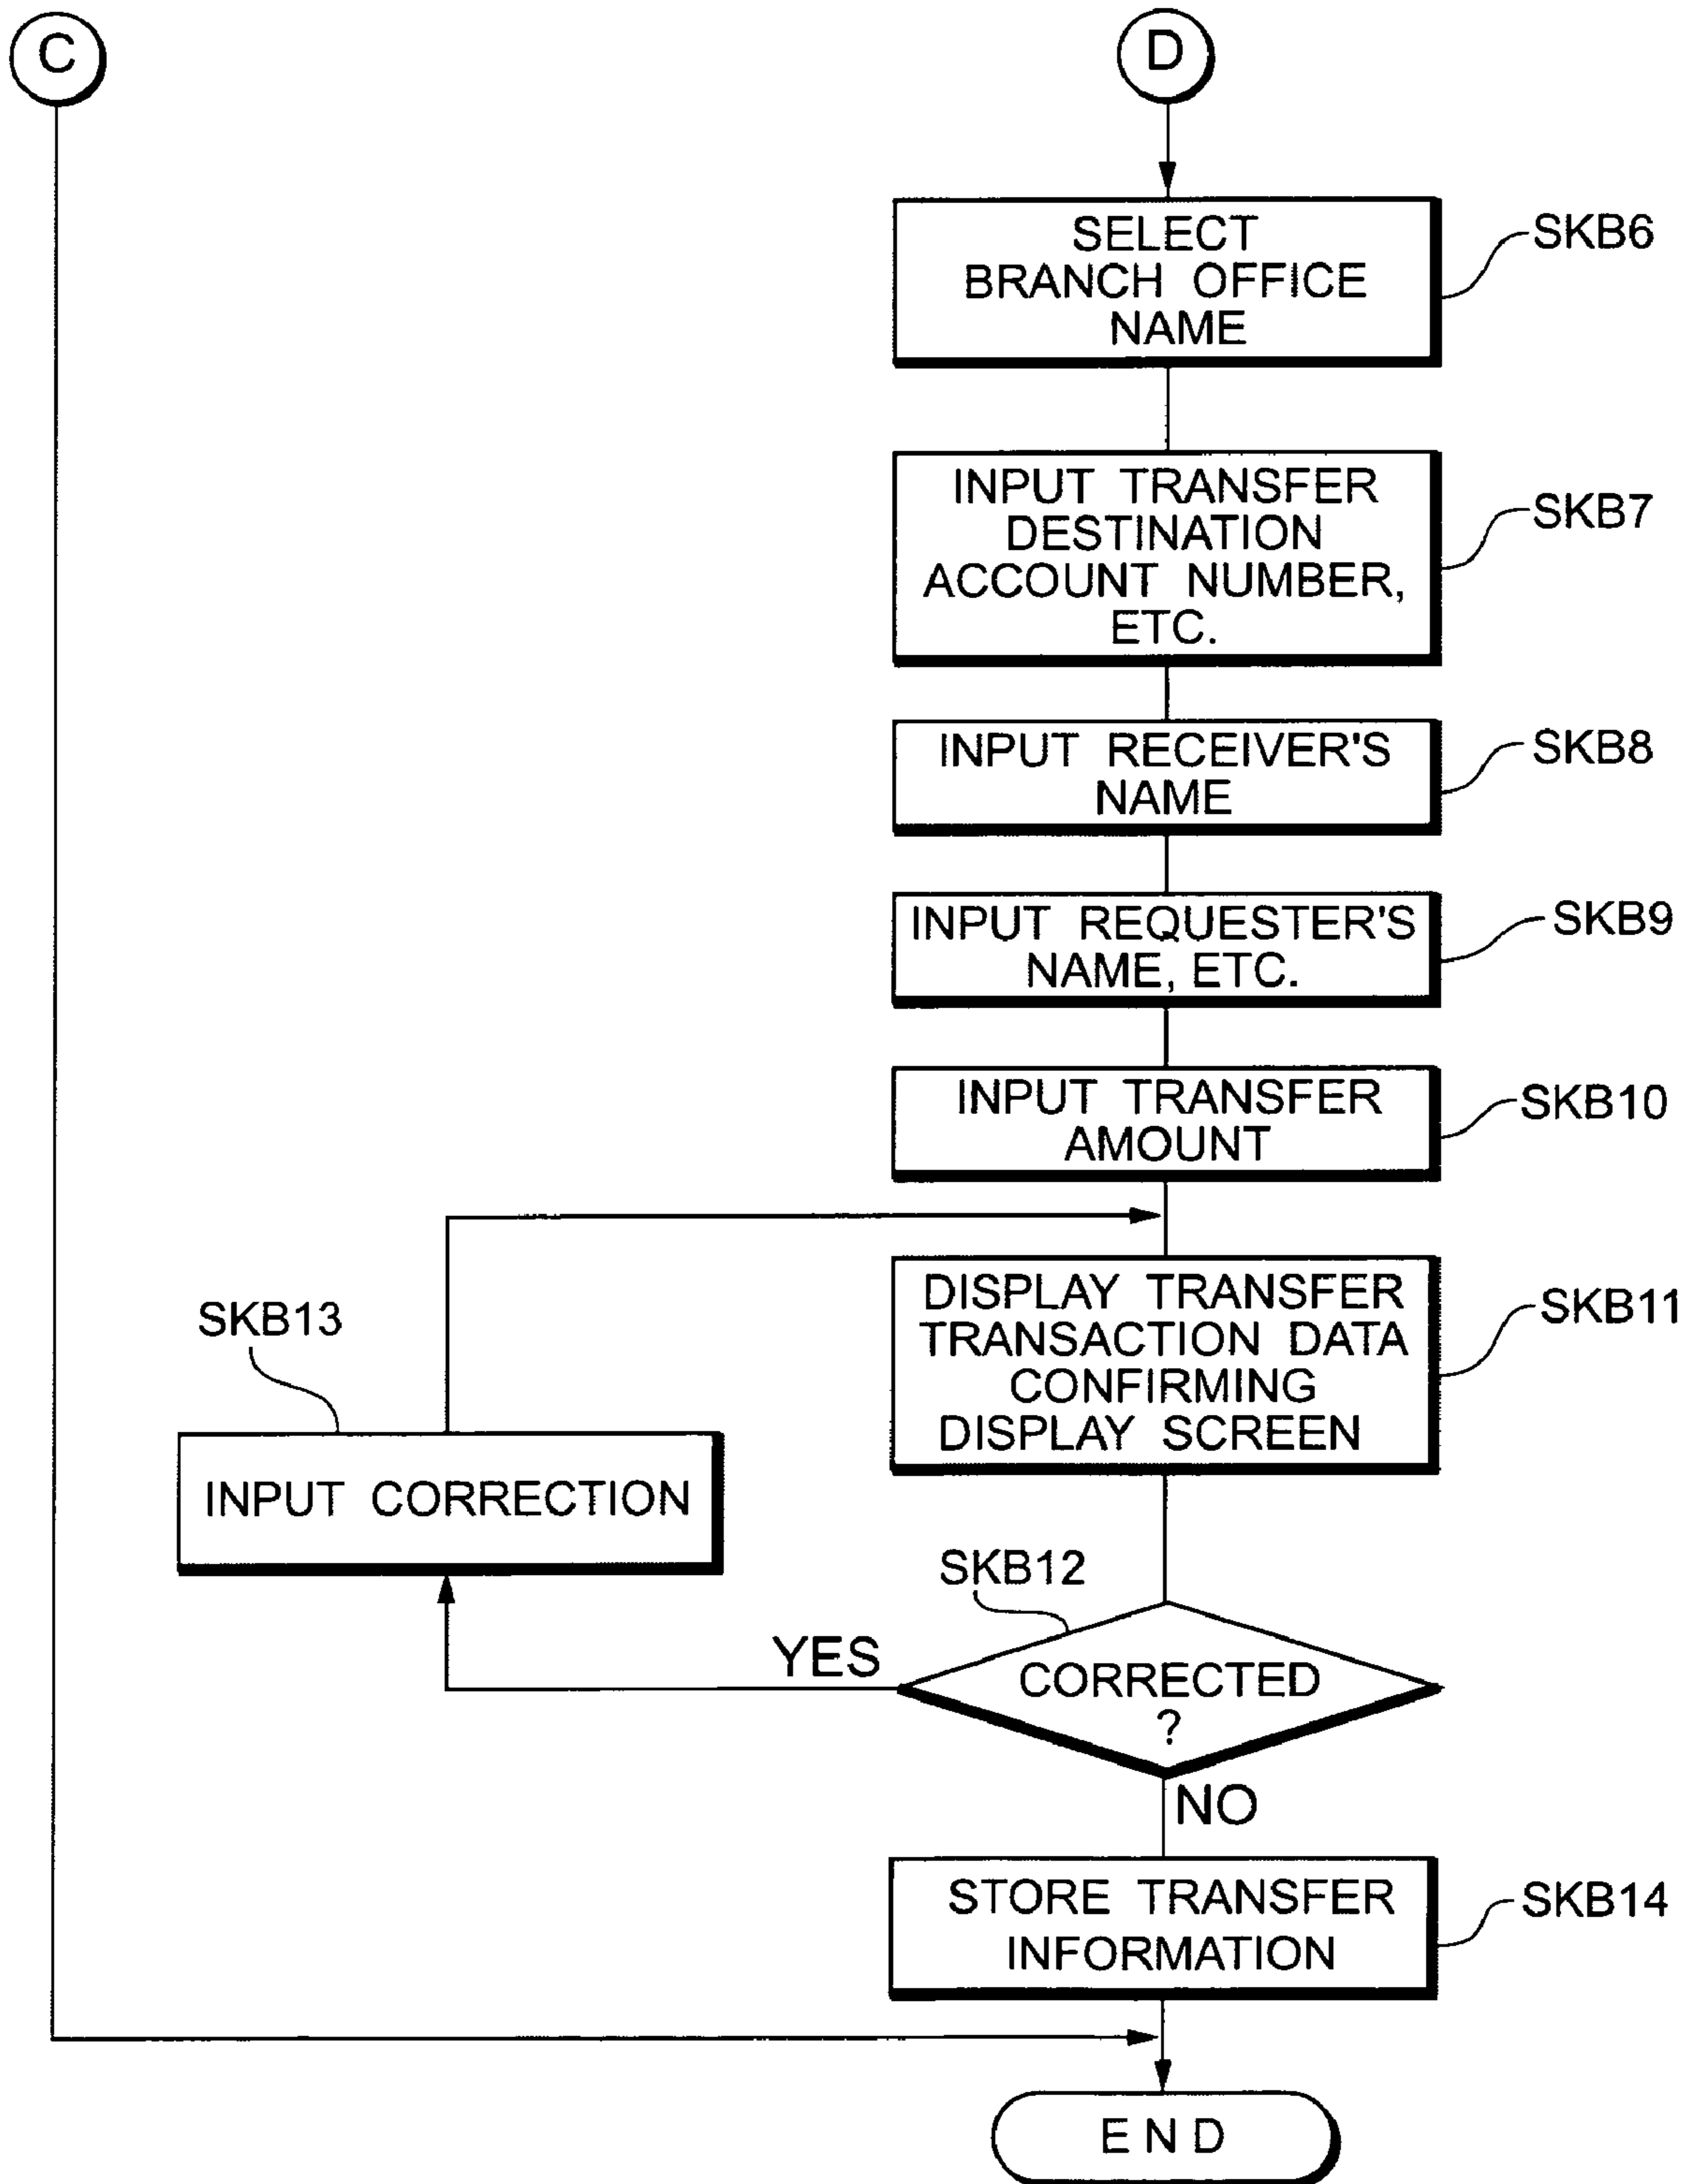 C
D
SELECT
BRANCH OFFICE
NAME
SKB6
INPUT TRANSFER
DESTINATION
ACCOUNT NUMBER,
ETC.
SKB7
INPUT RECEIVER'S
NAME
SKB8
INPUT REQUESTER'S
NAME, ETC.
SKB9
INPUT TRANSFER
AMOUNT
SKB10
DISPLAY TRANSFER
TRANSACTION DATA
CONFIRMING
DISPLAY SCREEN
SKB11
SKB13
INPUT CORRECTION
SKB12
YES
CORRECTED
?
NO
STORE TRANSFER
INFORMATION
SKB14
END